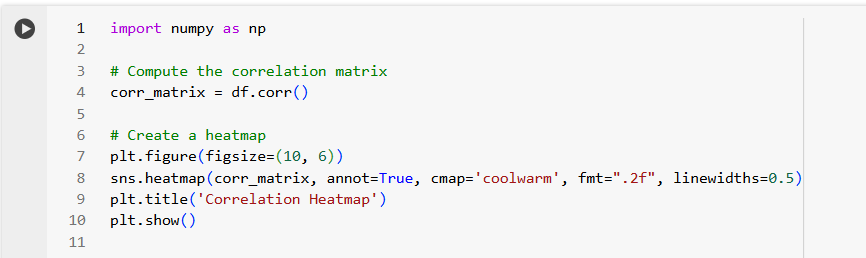 1 import numpy as np
2
3 # Compute the correlation matrix
4 corr_matrix = df.corr()
5
6 # Create a heatmap
7 plt.figure(figsize=(10, 6))
8 sns.heatmap(corr_matrix, annot=True, cmap='coolwarm', fmt=".2f", linewidths=0.5)
9 plt.title('Correlation Heatmap')
10 plt.show()
11